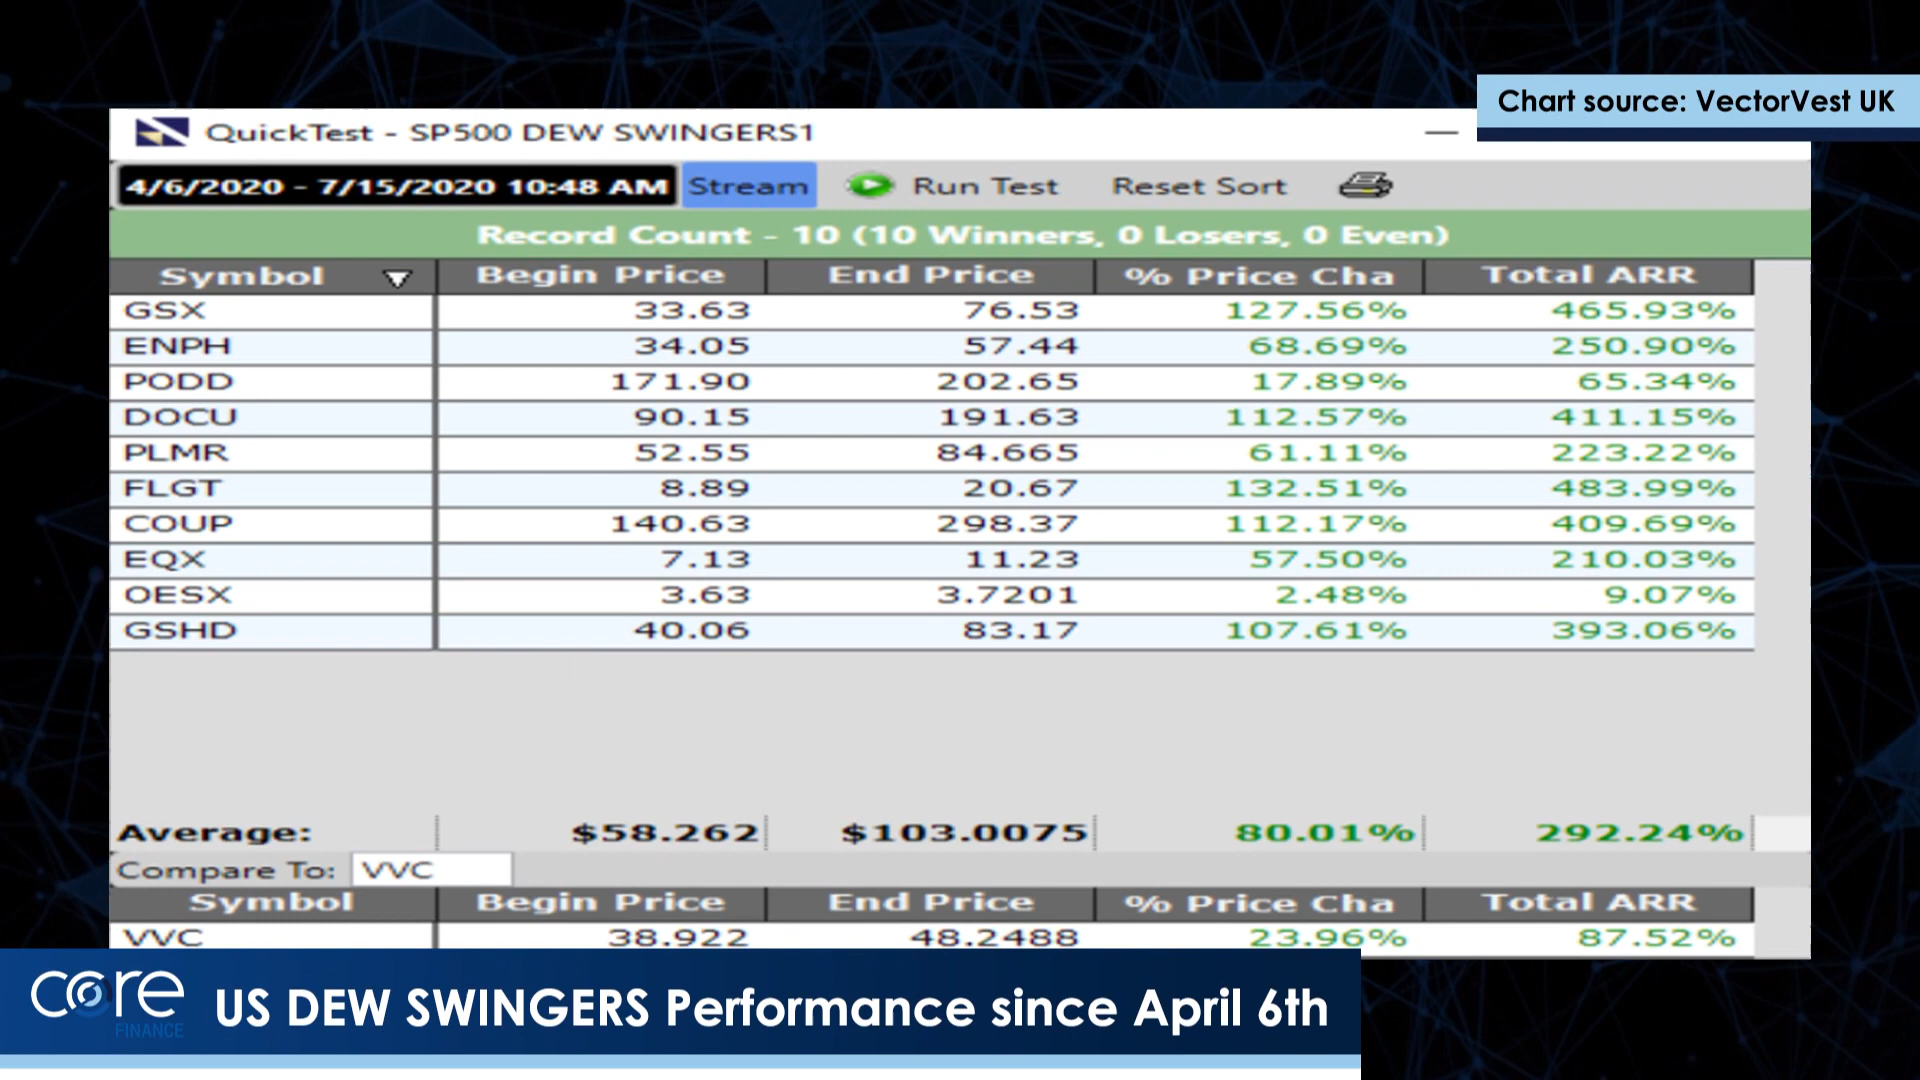 Chart source: VectorVest UK
QuickTest - SP500 DEW SWINGERS1
4/6/2020 - 7/15/2020 10:48 AM Stream Run Test Reset Sort
Record Count - 10 (10 Winners, 0 Losers, 0 Even)
Symbol Begin Price End Price % Price Cha Total ARR
GSX 33.63 76.53 127.56% 465.93%
ENPH 34.05 57.44 68.69% 250.90%
PODD 171.90 202.65 17.89% 65.34%
DOCU 90.15 191.63 112.57% 411.15%
PLMR 52.55 84.665 61.11% 223.22%
FLGT 8.89 20.67 132.51% 483.99%
COUP 140.63 298.37 112.17% 409.69%
EQX 7.13 11.23 57.50% 210.03%
OESX 3.63 3.7201 2.48% 9.07%
GSHD 40.06 83.17 107.61% 393.06%
Average: $58.262 $103.0075 80.01% 292.24%
Compare To: VVC
Symbol Begin Price End Price % Price Cha Total ARR
VVC 38.922 48.2488 23.96% 87.52%
core
FINANCE
US DEW SWINGERS Performance since April 6th